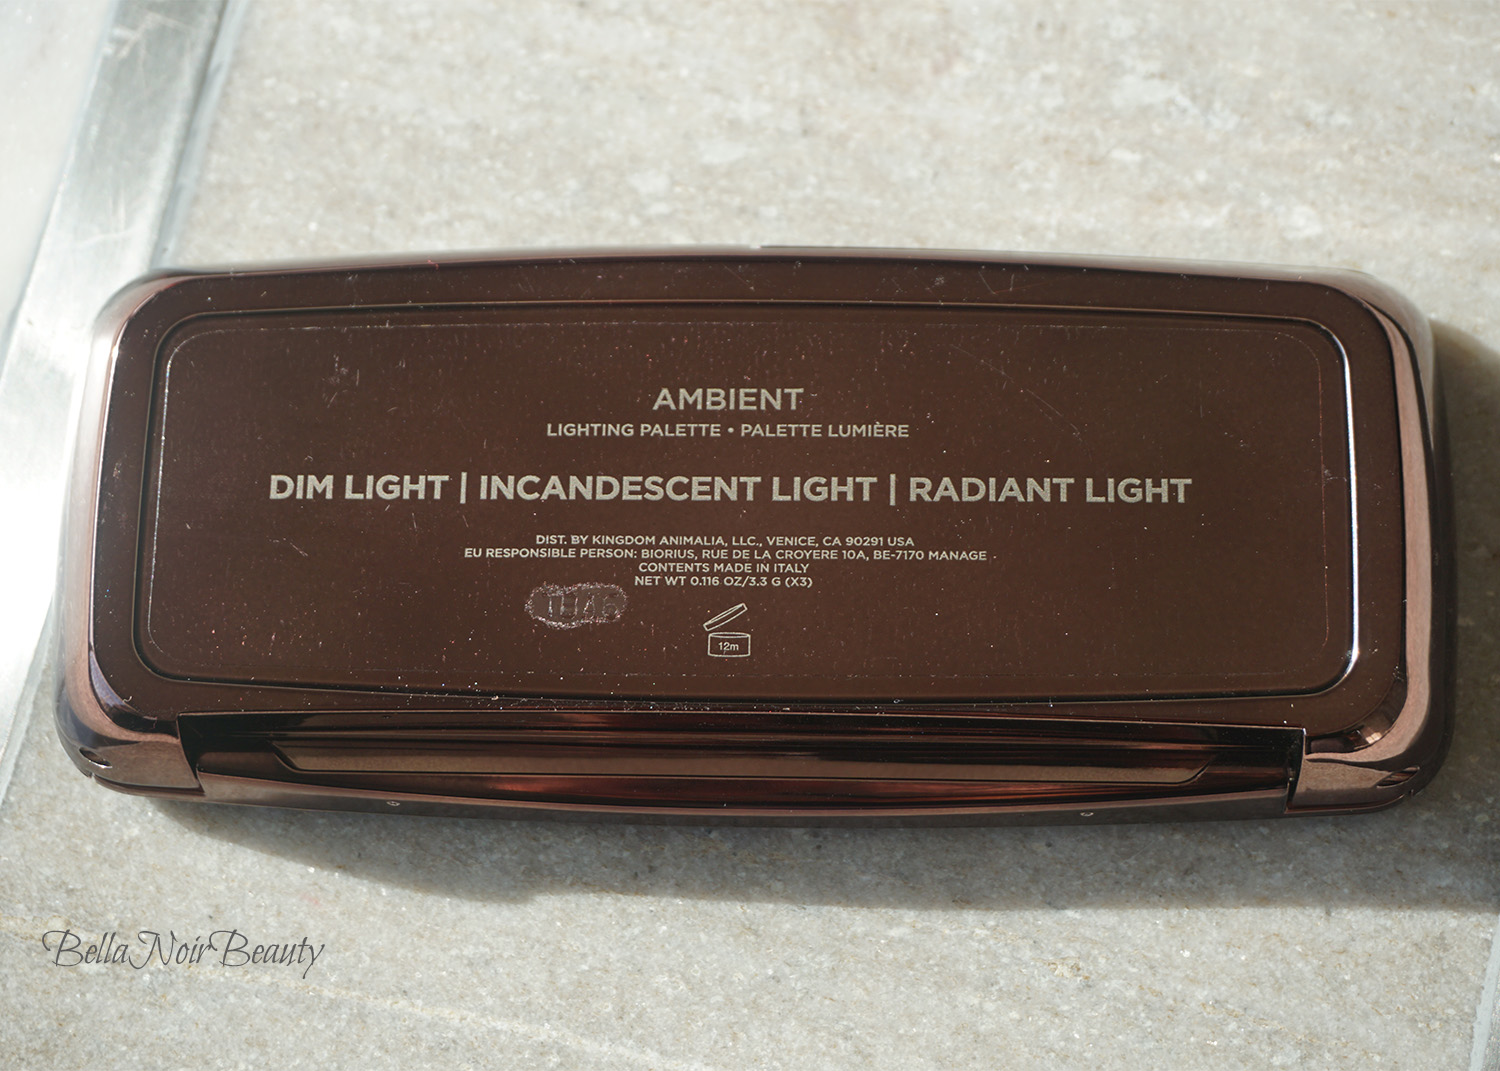 AMBIENT
LIGHTING PALETTE • PALETTE LUMIÈRE
DIM LIGHT | INCANDESCENT LIGHT | RADIANT LIGHT
DIST. BY KINGDOM ANIMALIA, LLC., VENICE, CA 90291 USA
EU RESPONSIBLE PERSON: BIORIUS, RUE DE LA CROYERE 10A, BE-7170 MANAGE
CONTENTS MADE IN ITALY
NET WT 0.116 OZ/3.3 G (X3)
12m
BellaNoirBeauty